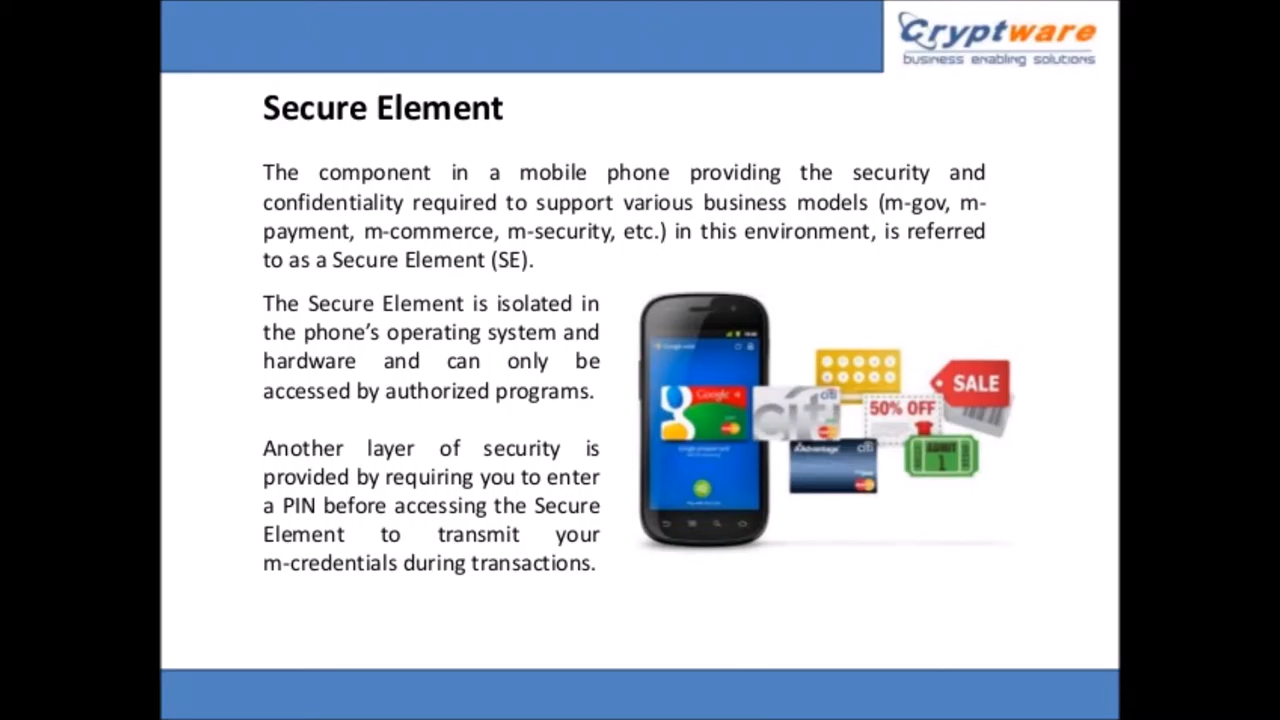 Cryptware
business enabling solutions
Secure Element
The component in a mobile phone providing the security and
confidentiality required to support various business models (m-gov, m-
payment, m-commerce, m-security, etc.) in this environment, is referred
to as a Secure Element (SE).
The Secure Element is isolated in
the phone's operating system and
hardware and can only be
accessed by authorized programs.
Another layer of security is
provided by requiring you to enter
a PIN before accessing the Secure
Element to transmit your
m-credentials during transactions.
Google
citi
SALE
50% OFF
AAdvantage
citi
ADMIT
1